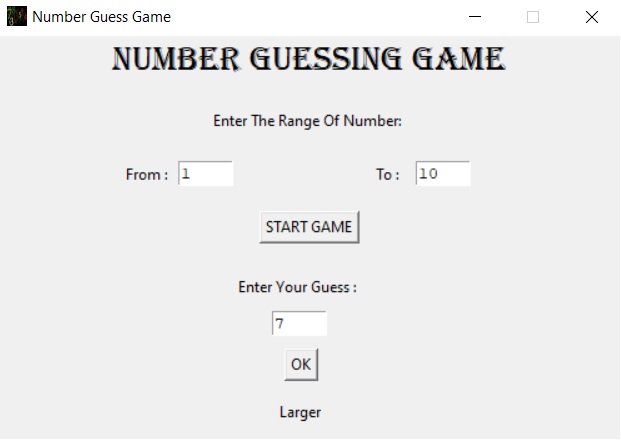 Number Guess Game
NUMBER GUESSING GAME
Enter The Range Of Number:
From : 1 To : 10
START GAME
Enter Your Guess :
7
OK
Larger